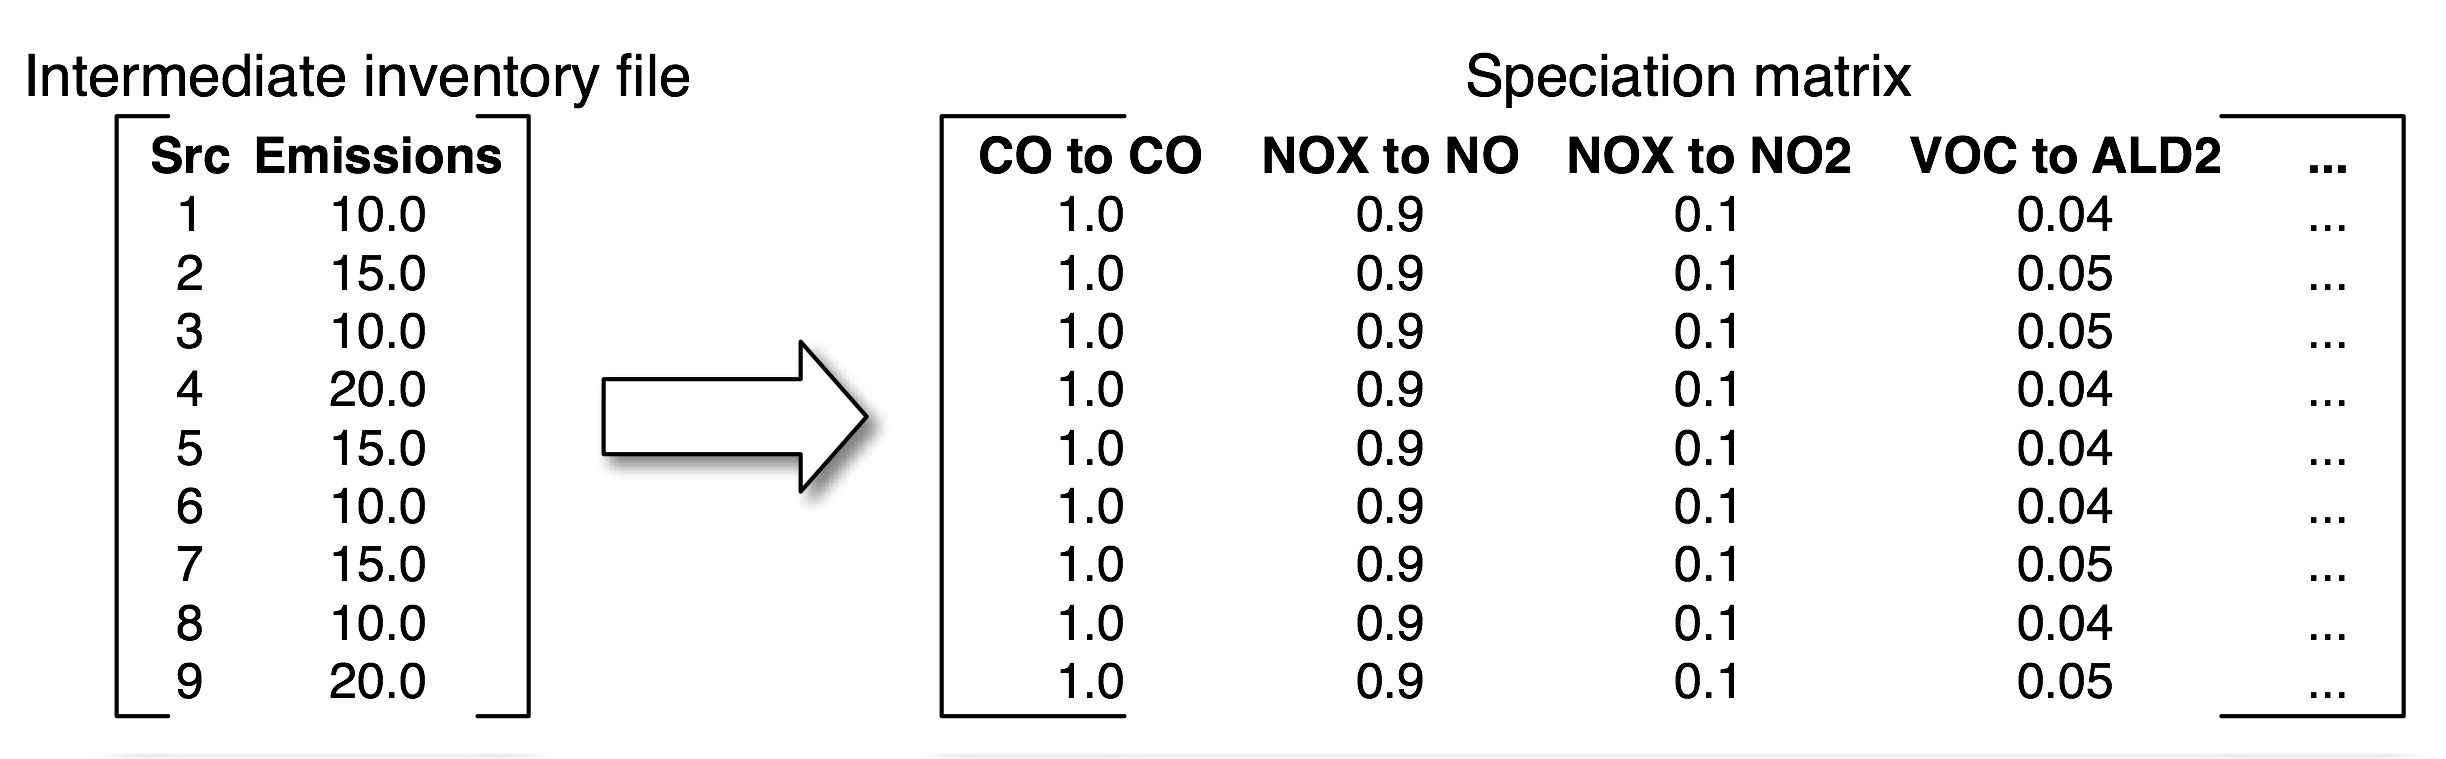 Intermediate inventory file
Src Emissions
1 10.0
2 15.0
3 10.0
4 20.0
5 15.0
6 10.0
7 15.0
8 10.0
9 20.0
Speciation matrix
CO to CO NOX to NO NOX to NO2 VOC to ALD2 ...
1.0 0.9 0.1 0.04 ...
1.0 0.9 0.1 0.05 ...
1.0 0.9 0.1 0.05 ...
1.0 0.9 0.1 0.04 ...
1.0 0.9 0.1 0.04 ...
1.0 0.9 0.1 0.04 ...
1.0 0.9 0.1 0.05 ...
1.0 0.9 0.1 0.04 ...
1.0 0.9 0.1 0.05 ...